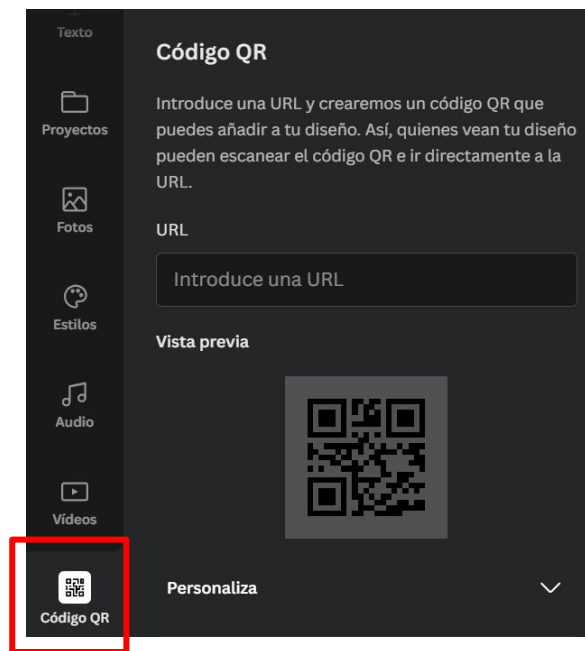 Texto
Proyectos
Fotos
Estilos
Audio
Vídeos
Código QR
Código QR
Introduce una URL y crearemos un código QR que
puedes añadir a tu diseño. Así, quienes vean tu diseño
pueden escanear el código QR e ir directamente a la
URL.
URL
Introduce una URL
Vista previa
Personaliza